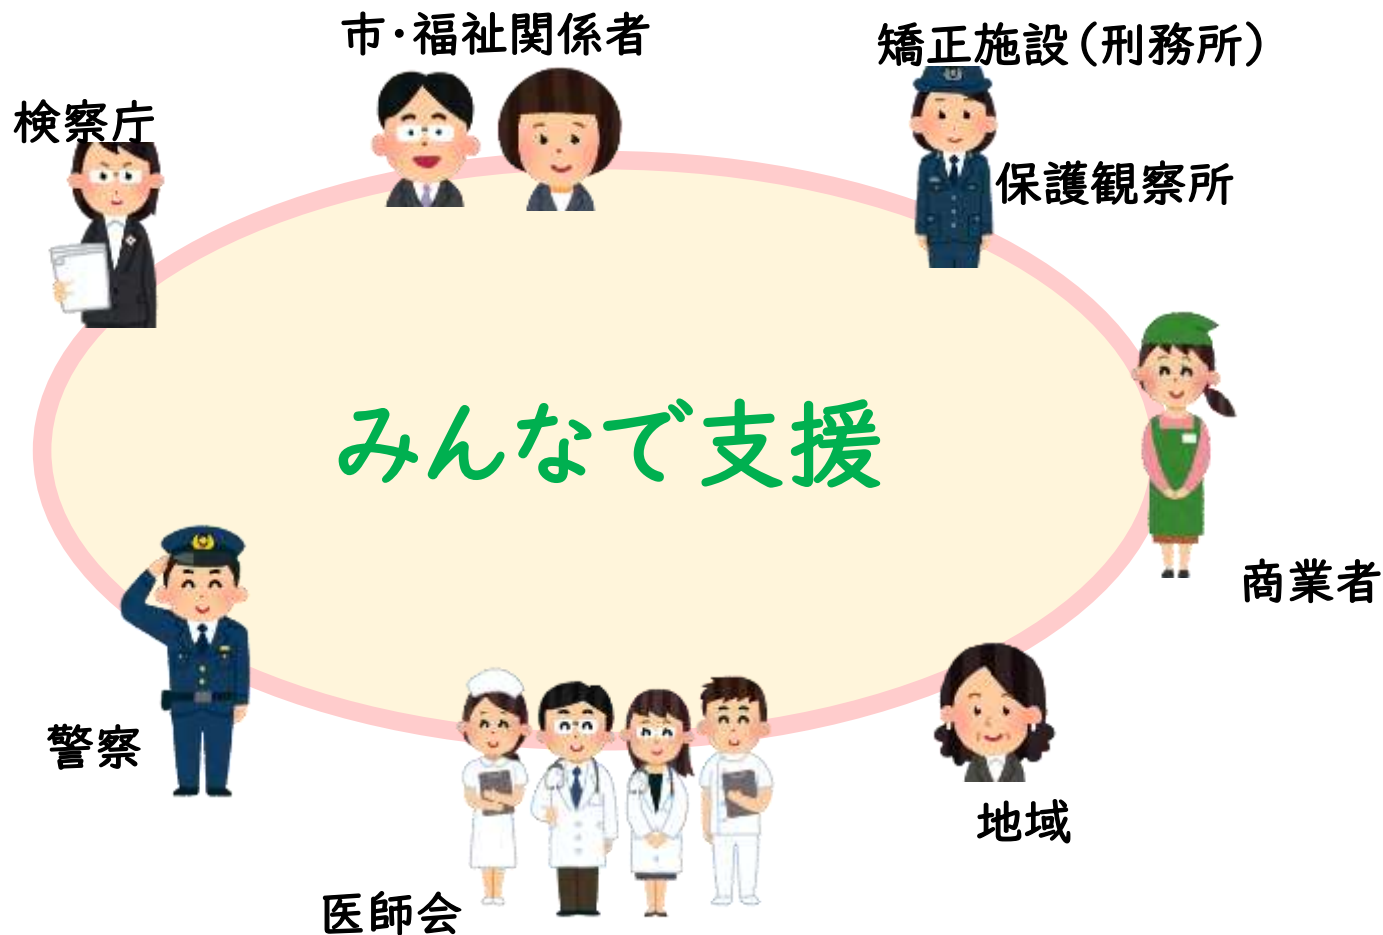 市・福祉関係者
矯正施設（刑務所）
検察庁
保護観察所
みんなで支援
商業者
警察
地域
医師会